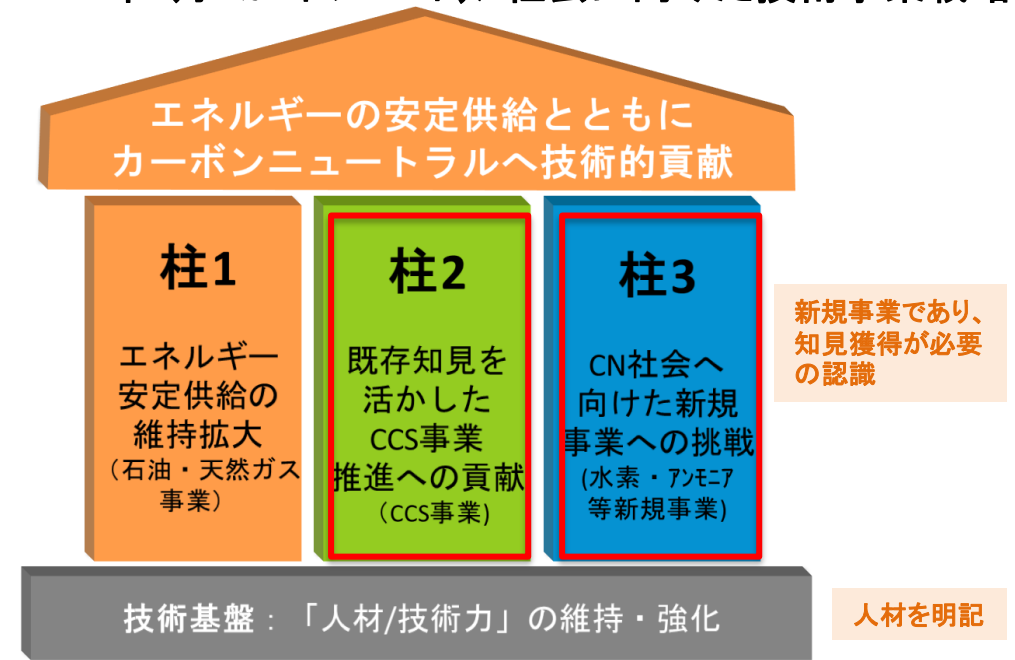 エネルギーの安定供給とともに
カーボンニュートラルへ技術的貢献
柱1
エネルギー
安定供給の
維持拡大
（石油・天然ガス
事業）
柱2
既存知見を
活かした
CCS事業
推進への貢献
（CCS事業)
柱3
CN社会へ
向けた新規
事業への挑戦
(水素・ｱﾝﾓﾆｱ
等新規事業)
新規事業であり、
知見獲得が必要
の認識
技術基盤：「人材/技術力」の維持・強化
人材を明記